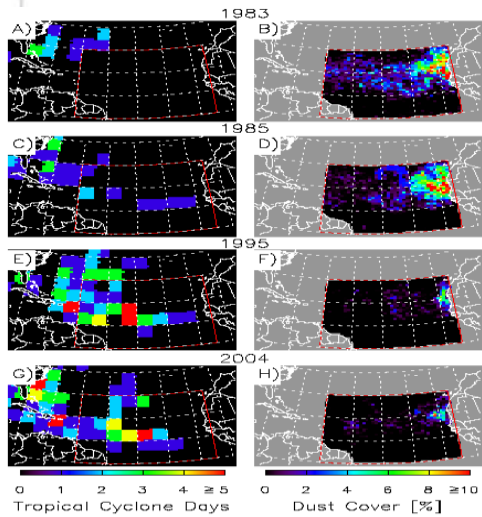 1983
A) B)
1985
C) D)
1995
E) F)
2004
G) H)
0 1 2 3 4 ≥5 0 2 4 6 8 ≥10
Tropical Cyclone Days Dust Cover [%]